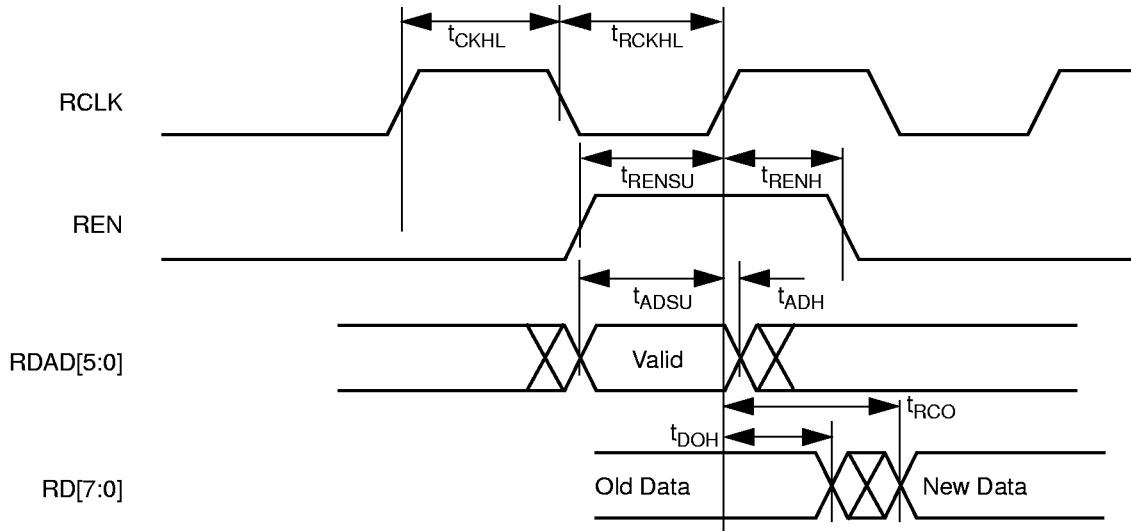 tCKHL tRCKHL
RCLK
tRENSU tRENH
REN
tADSU tADH
RDAD[5:0] Valid
tRCO
tDOH
RD[7:0] Old Data New Data